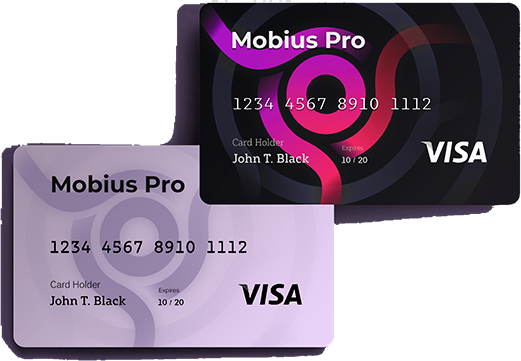 Mobius Pro
1234 4567 8910 1112
Card Holder
Expires
John T. Black
10 / 20
VISA
Mobius Pro
1234 4567 8910 1112
Card Holder
Expires
John T. Black
10 / 20
VISA